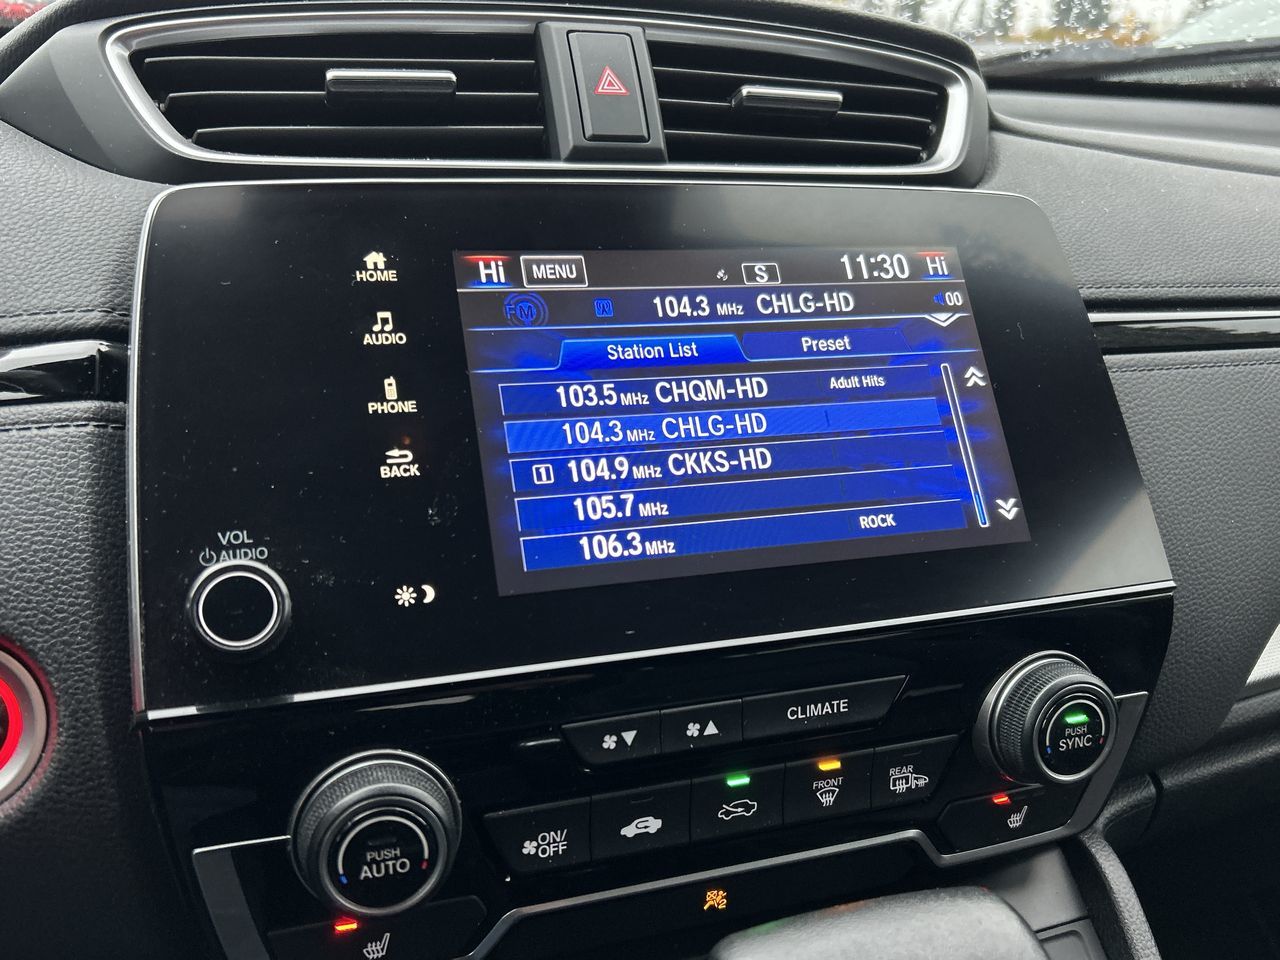 Hi MENU S 11:30 Hi
FM 104.3 MHz CHLG-HD 00
Station List Preset
103.5 MHz CHQM-HD Adult Hits
104.3 MHz CHLG-HD
1 104.9 MHz CKKS-HD
105.7 MHz
106.3 MHz ROCK
HOME
AUDIO
PHONE
BACK
VOL
AUDIO
CLIMATE
PUSH
SYNC
FRONT
REAR
ON/
OFF
PUSH
AUTO
2